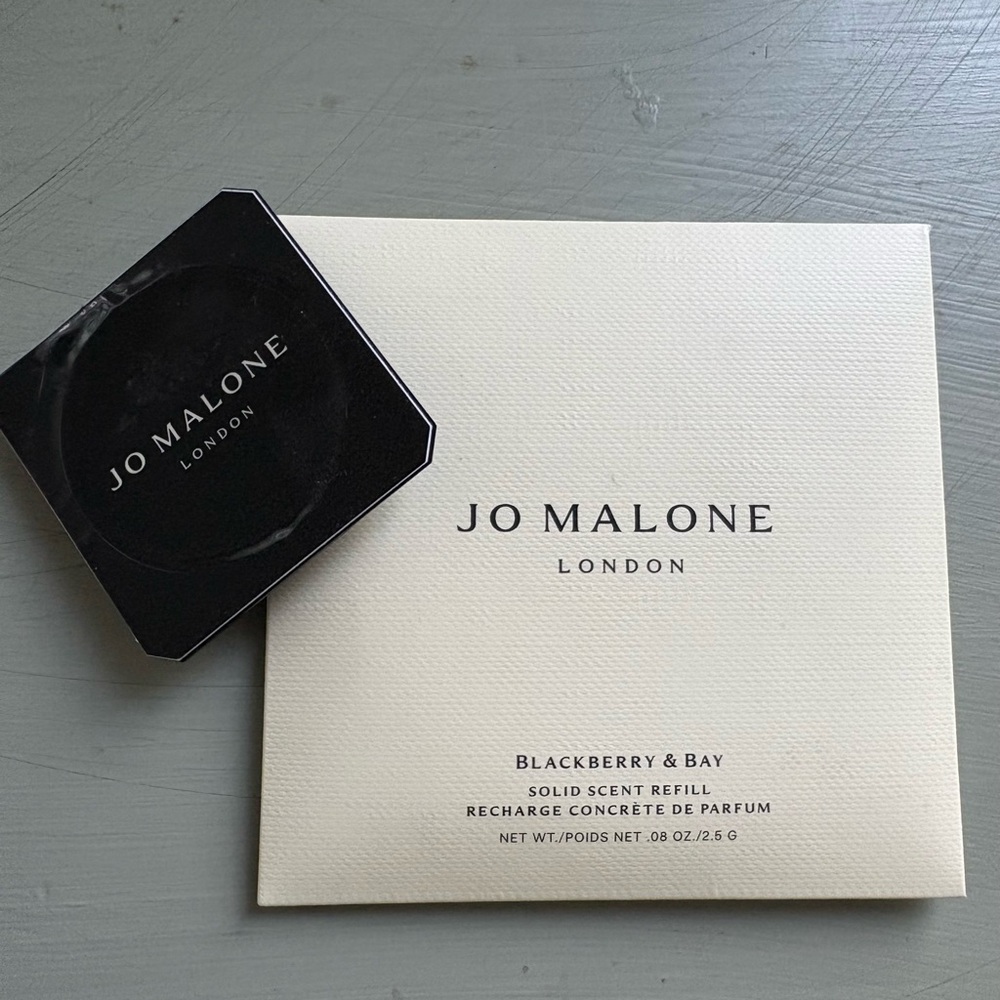 JO MALONE
LONDON
JO MALONE
LONDON
BLACKBERRY & BAY
SOLID SCENT REFILL
RECHARGE CONCRÈTE DE PARFUM
NET WT./POIDS NET .08 OZ./2.5 G